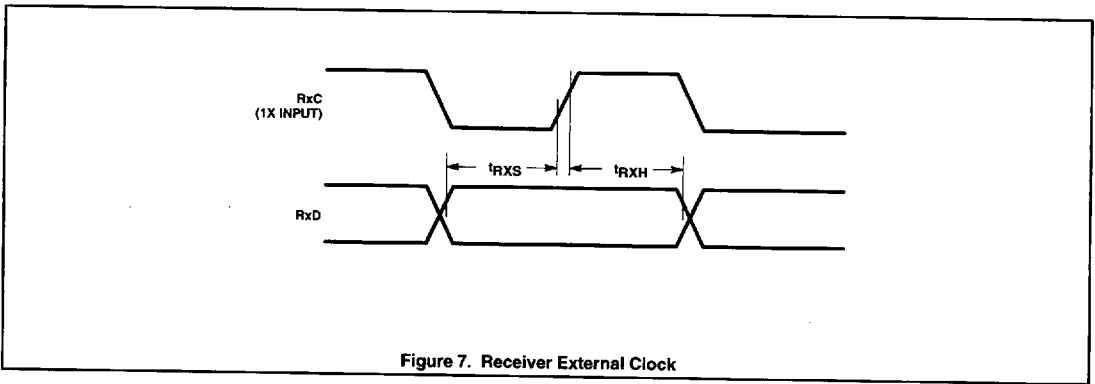 RxC
(1X INPUT)
tRXS
tRXH
RxD
Figure 7. Receiver External Clock